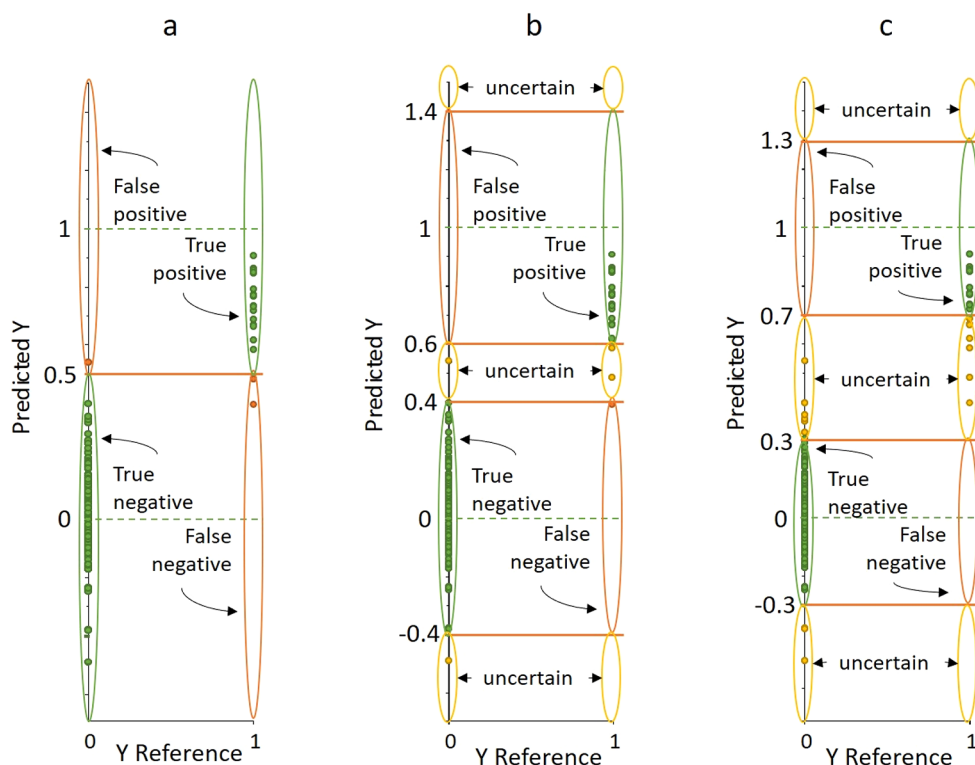 a
False
positive
1
True
positive
0.5
True
negative
0
False
negative
Predicted Y
0
1
Y Reference
b
uncertain
1.4
False
positive
1
True
positive
0.6
uncertain
0.4
True
negative
0
False
negative
-0.4
uncertain
Predicted Y
0
1
Y Reference
c
uncertain
1.3
False
positive
1
True
positive
0.7
uncertain
0.3
True
negative
0
False
negative
-0.3
uncertain
Predicted Y
0
1
Y Reference